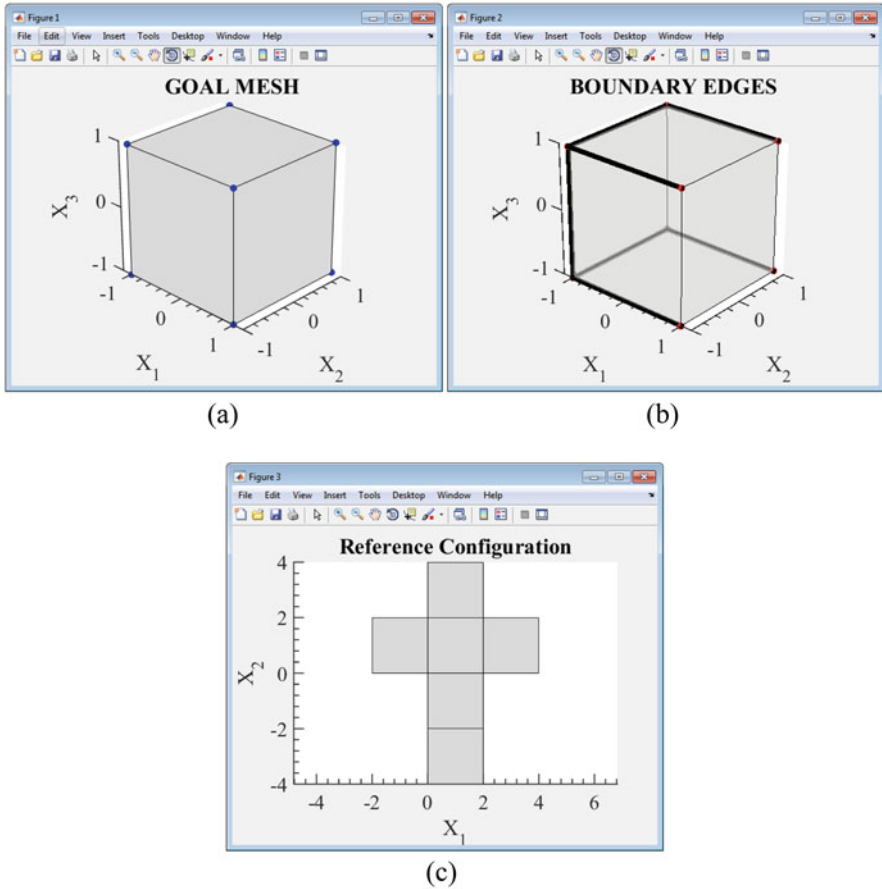 Figure 1
File Edit View Insert Tools Desktop Window Help
GOAL MESH
1
0
-1
X3
-1
0
1
X1
-1
0
1
X2
(a)
Figure 2
File Edit View Insert Tools Desktop Window Help
BOUNDARY EDGES
1
0
-1
X3
-1
0
1
X1
-1
0
1
X2
(b)
Figure 3
File Edit View Insert Tools Desktop Window Help
Reference Configuration
4
2
0
-2
-4
X2
-4 -2 0 2 4 6
X1
(c)